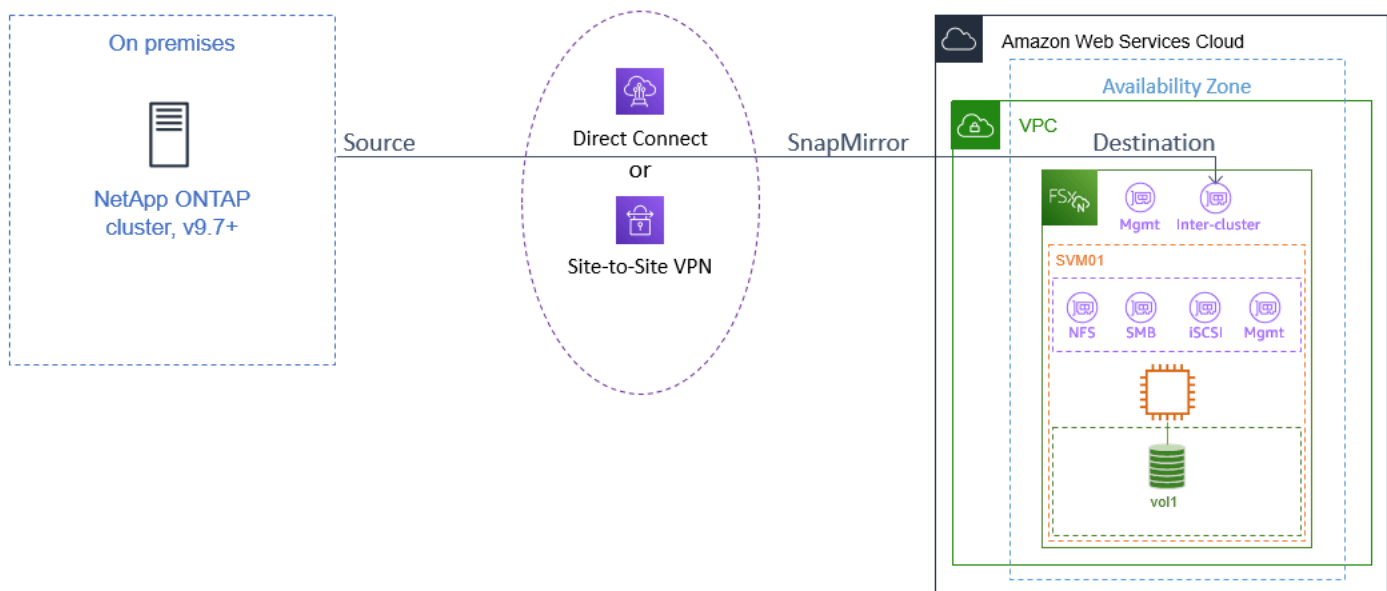 On premises
NetApp ONTAP
cluster, v9.7+
Source
Direct Connect
or
Site-to-Site VPN
SnapMirror
Amazon Web Services Cloud
Availability Zone
VPC
Destination
FSx
N
Mgmt
Inter-cluster
SVM01
NFS
SMB
iSCSI
Mgmt
vol1